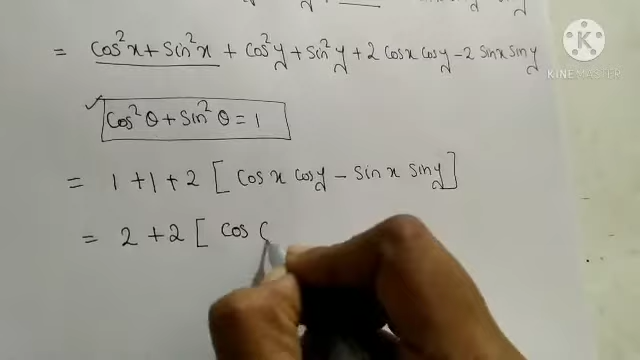 = cos²x + sin²x + cos²y + sin²y + 2 cosx cosy - 2 sinx siny
KINEMASTER
✓ cos²θ + sin²θ = 1
= 1 + 1 + 2 [ cosx cosy - sinx siny ]
= 2 + 2 [ cos (